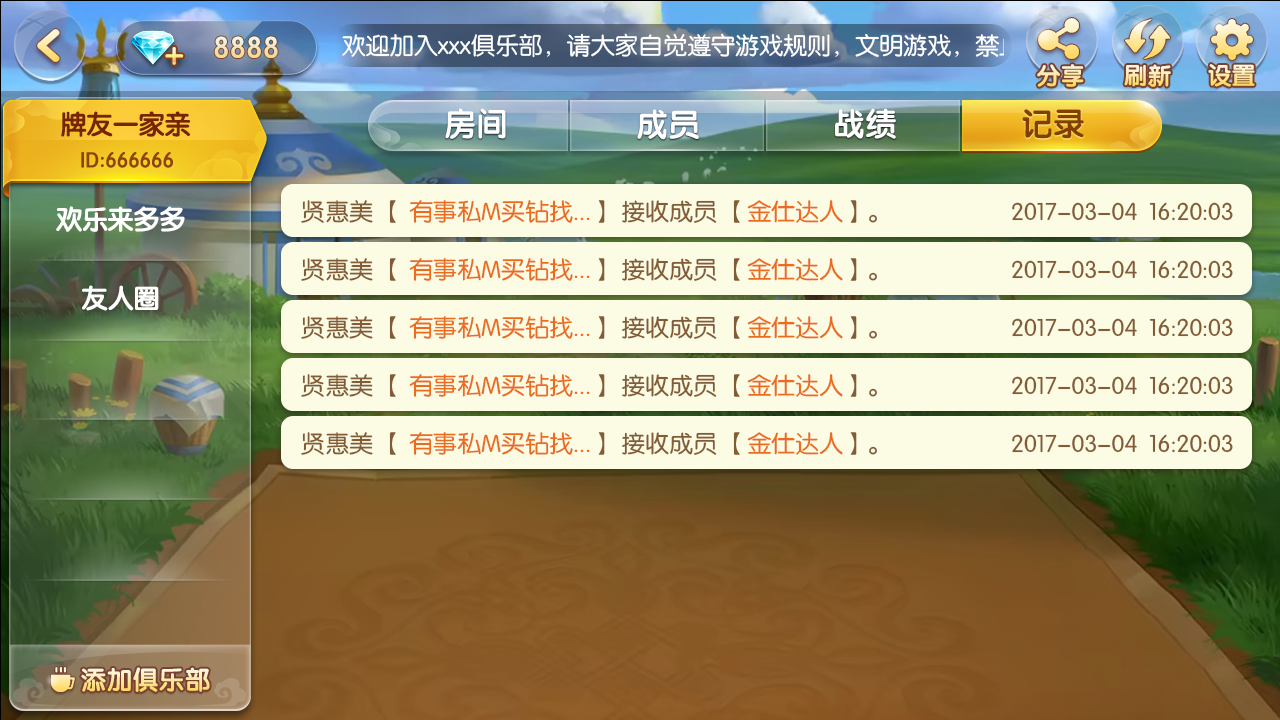 8888
欢迎加入xxx俱乐部，请大家自觉遵守游戏规则，文明游戏，禁
分享
刷新
设置
牌友一家亲
ID:666666
欢乐来多多
友人圈
添加俱乐部
房间
成员
战绩
记录
贤惠美【 有事私M买钻找... 】接收成员【 金仕达人 】。 2017-03-04 16:20:03
贤惠美【 有事私M买钻找... 】接收成员【 金仕达人 】。 2017-03-04 16:20:03
贤惠美【 有事私M买钻找... 】接收成员【 金仕达人 】。 2017-03-04 16:20:03
贤惠美【 有事私M买钻找... 】接收成员【 金仕达人 】。 2017-03-04 16:20:03
贤惠美【 有事私M买钻找... 】接收成员【 金仕达人 】。 2017-03-04 16:20:03